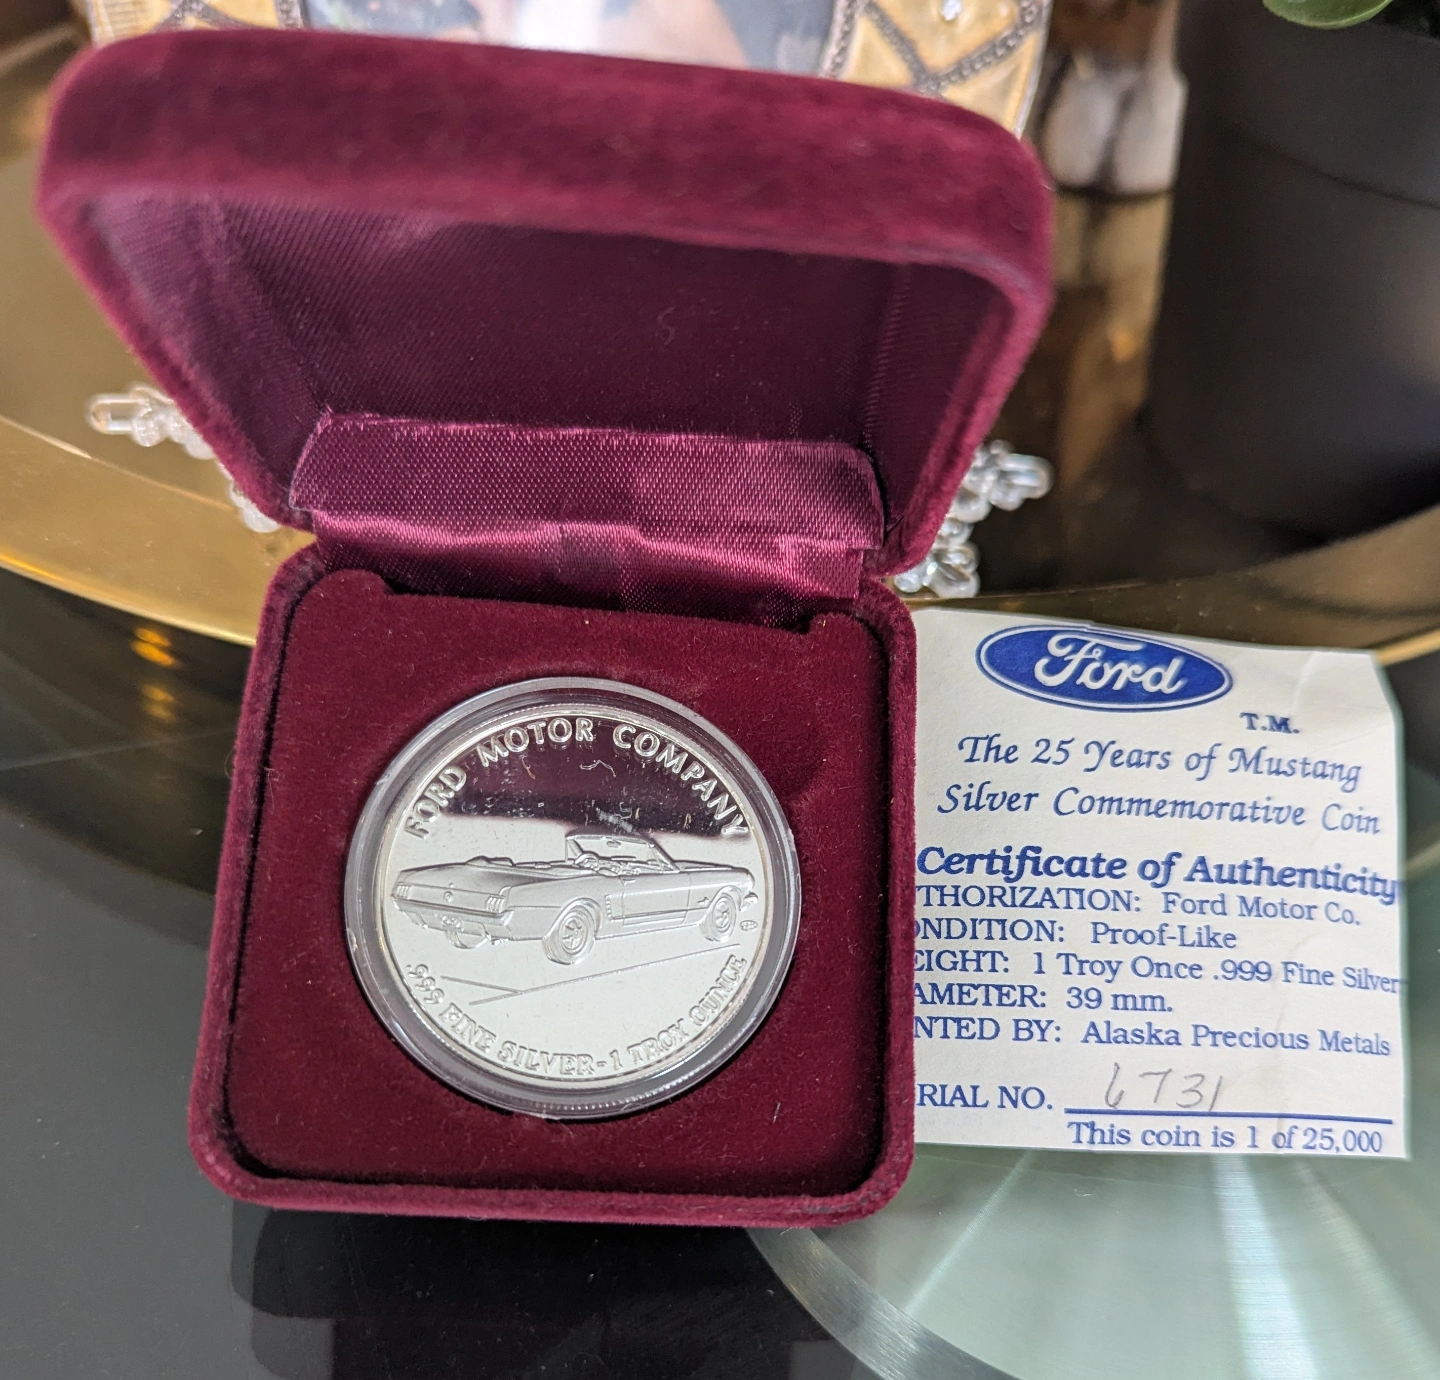 FORD MOTOR COMPANY
.999 FINE SILVER-1 TROY OUNCE
Ford
T.M.
The 25 Years of Mustang
Silver Commemorative Coin
Certificate of Authenticity
THORIZATION: Ford Motor Co.
ONDITION: Proof-Like
EIGHT: 1 Troy Once .999 Fine Silver
AMETER: 39 mm.
NTED BY: Alaska Precious Metals
RIAL NO. 6731
This coin is 1 of 25,000